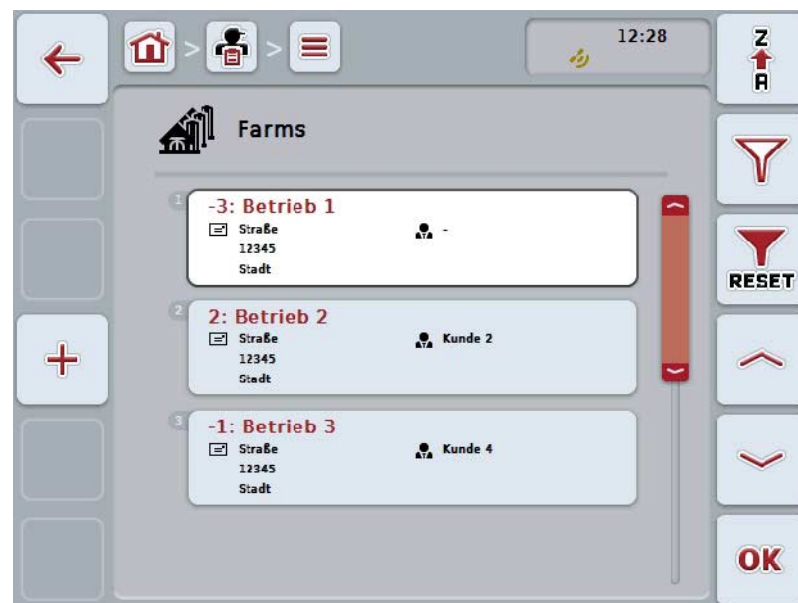 12:28
Z
A
Farms
1
-3: Betrieb 1
Straße
-
12345
Stadt
RESET
2
2: Betrieb 2
Straße
Kunde 2
12345
Stadt
3
-1: Betrieb 3
Straße
Kunde 4
12345
Stadt
OK